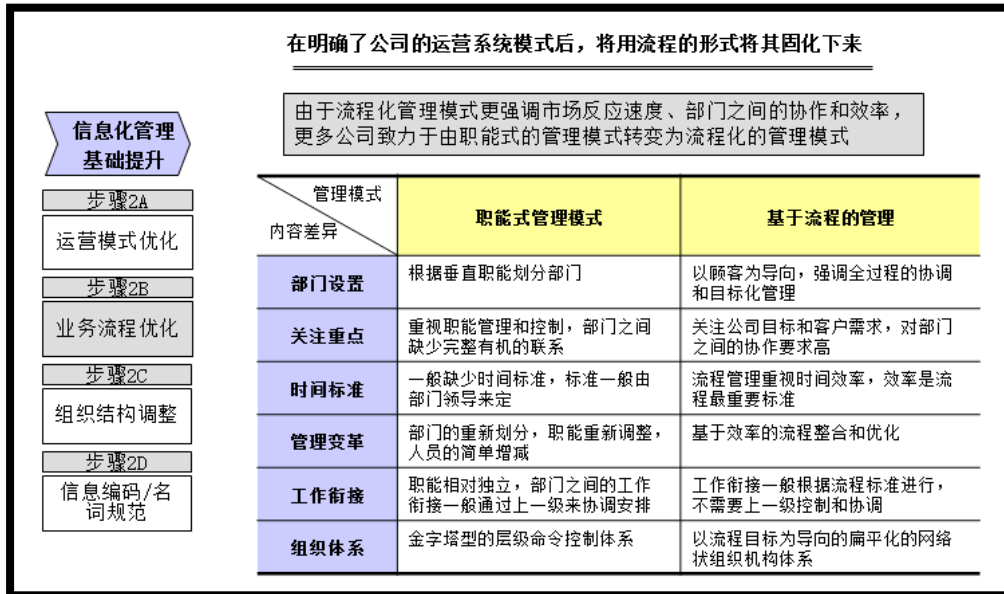 在明确了公司的运营系统模式后，将用流程的形式将其固化下来
由于流程化管理模式更强调市场反应速度、部门之间的协作和效率，
更多公司致力于由职能式的管理模式转变为流程化的管理模式
信息化管理
基础提升
步骤2A
运营模式优化
步骤2B
业务流程优化
步骤2C
组织结构调整
步骤2D
信息编码/名
词规范
管理模式
内容差异
职能式管理模式
基于流程的管理
部门设置
根据垂直职能划分部门
以顾客为导向，强调全过程的协调
和目标化管理
关注重点
重视职能管理和控制，部门之间
缺少完整有机的联系
关注公司目标和客户需求，对部门
之间的协作要求高
时间标准
一般缺少时间标准，标准一般由
部门领导来定
流程管理重视时间效率，效率是流
程最重要标准
管理变革
部门的重新划分，职能重新调整，
人员的简单增减
基于效率的流程整合和优化
工作衔接
职能相对独立，部门之间的工作
衔接一般通过上一级来协调安排
工作衔接一般根据流程标准进行，
不需要上一级控制和协调
组织体系
金字塔型的层级命令控制体系
以流程目标为导向的扁平化的网络
状组织机构体系